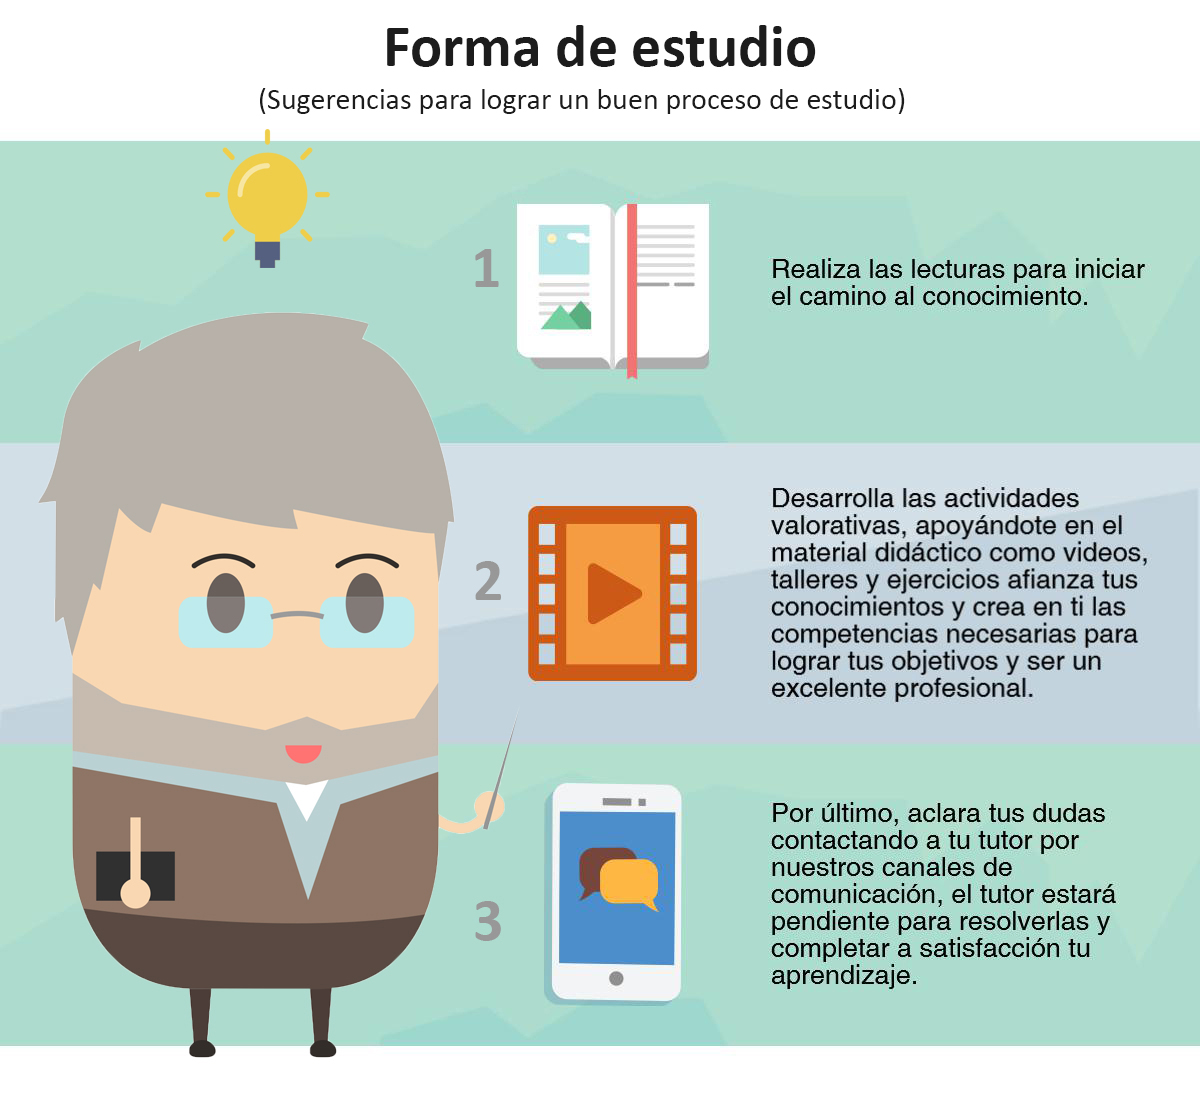 Forma de estudio
(Sugerencias para lograr un buen proceso de estudio)
1
Realiza las lecturas para iniciar
el camino al conocimiento.
2
Desarrolla las actividades
valorativas, apoyándote en el
material didáctico como videos,
talleres y ejercicios afianza tus
conocimientos y crea en ti las
competencias necesarias para
lograr tus objetivos y ser un
excelente profesional.
3
Por último, aclara tus dudas
contactando a tu tutor por
nuestros canales de
comunicación, el tutor estará
pendiente para resolverlas y
completar a satisfacción tu
aprendizaje.